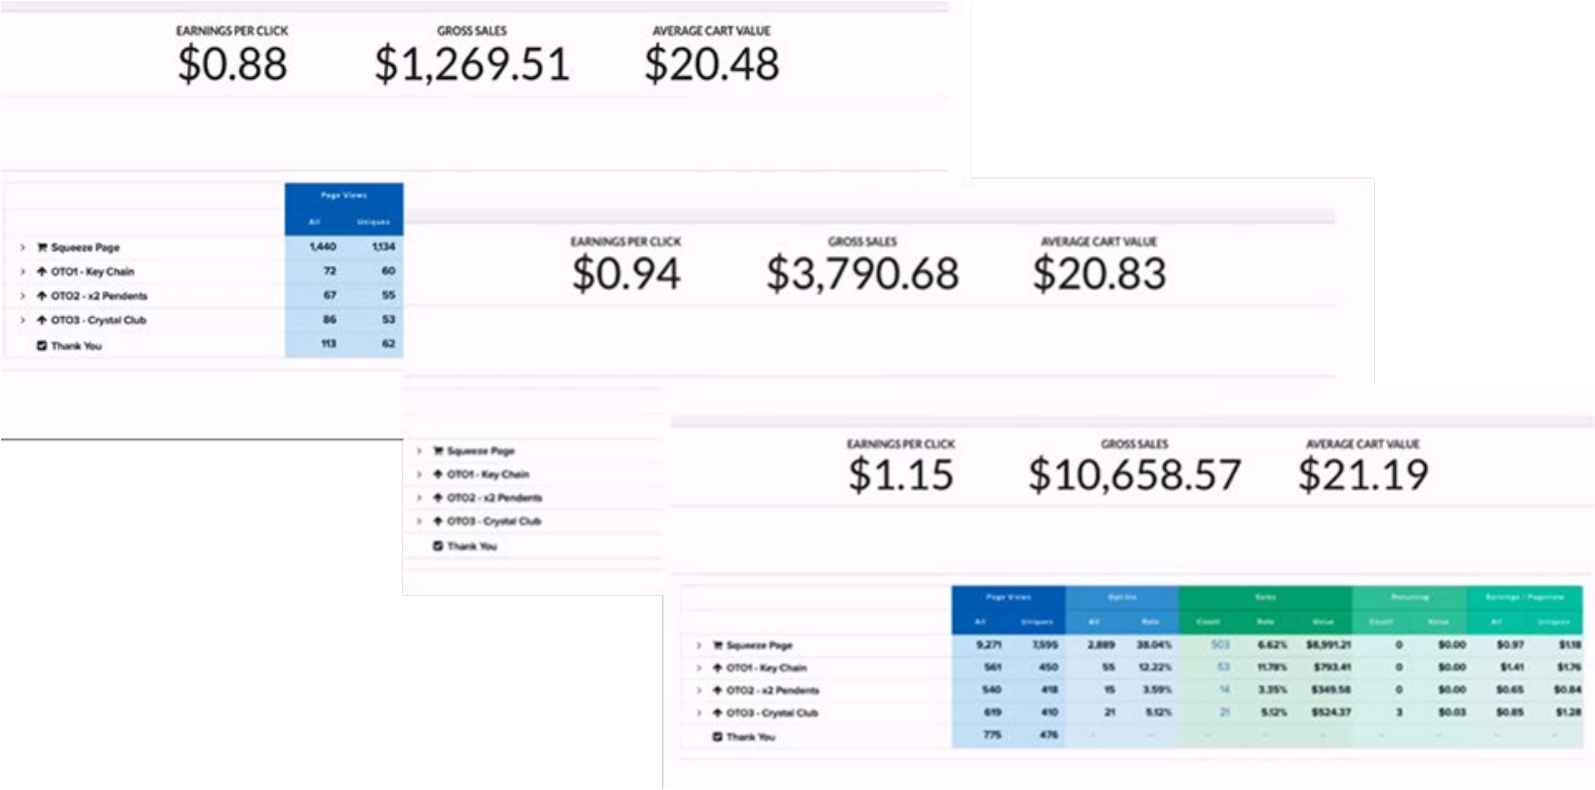 EARNINGS PER CLICK GROSS SALES AVERAGE CART VALUE
$0.88 $1,269.51 $20.48
Page Views
All Uniques
Squeeze Page 1,440 1,134
OTO1 - Key Chain 72 60
OTO2 - x2 Pendents 67 55
OTO3 - Crystal Club 86 53
Thank You 113 62
EARNINGS PER CLICK GROSS SALES AVERAGE CART VALUE
$0.94 $3,790.68 $20.83
Squeeze Page
OTO1 - Key Chain
OTO2 - x2 Pendents
OTO3 - Crystal Club
Thank You
EARNINGS PER CLICK GROSS SALES AVERAGE CART VALUE
$1.15 $10,658.57 $21.19
Page Views Opt Ins Sales Recurring Earnings / Pageview
All Uniques All Rate Count Rate Value Count Value All Uniques
Squeeze Page 9,271 7,595 2,889 38.04% 503 6.62% $8,991.21 0 $0.00 $0.97 $1.18
OTO1 - Key Chain 561 450 55 12.22% 53 11.78% $793.41 0 $0.00 $1.41 $1.76
OTO2 - x2 Pendents 540 418 15 3.59% 14 3.35% $349.58 0 $0.00 $0.65 $0.84
OTO3 - Crystal Club 619 410 21 5.12% 21 5.12% $524.37 3 $0.03 $0.85 $1.28
Thank You 775 476 - - - - - - - - -